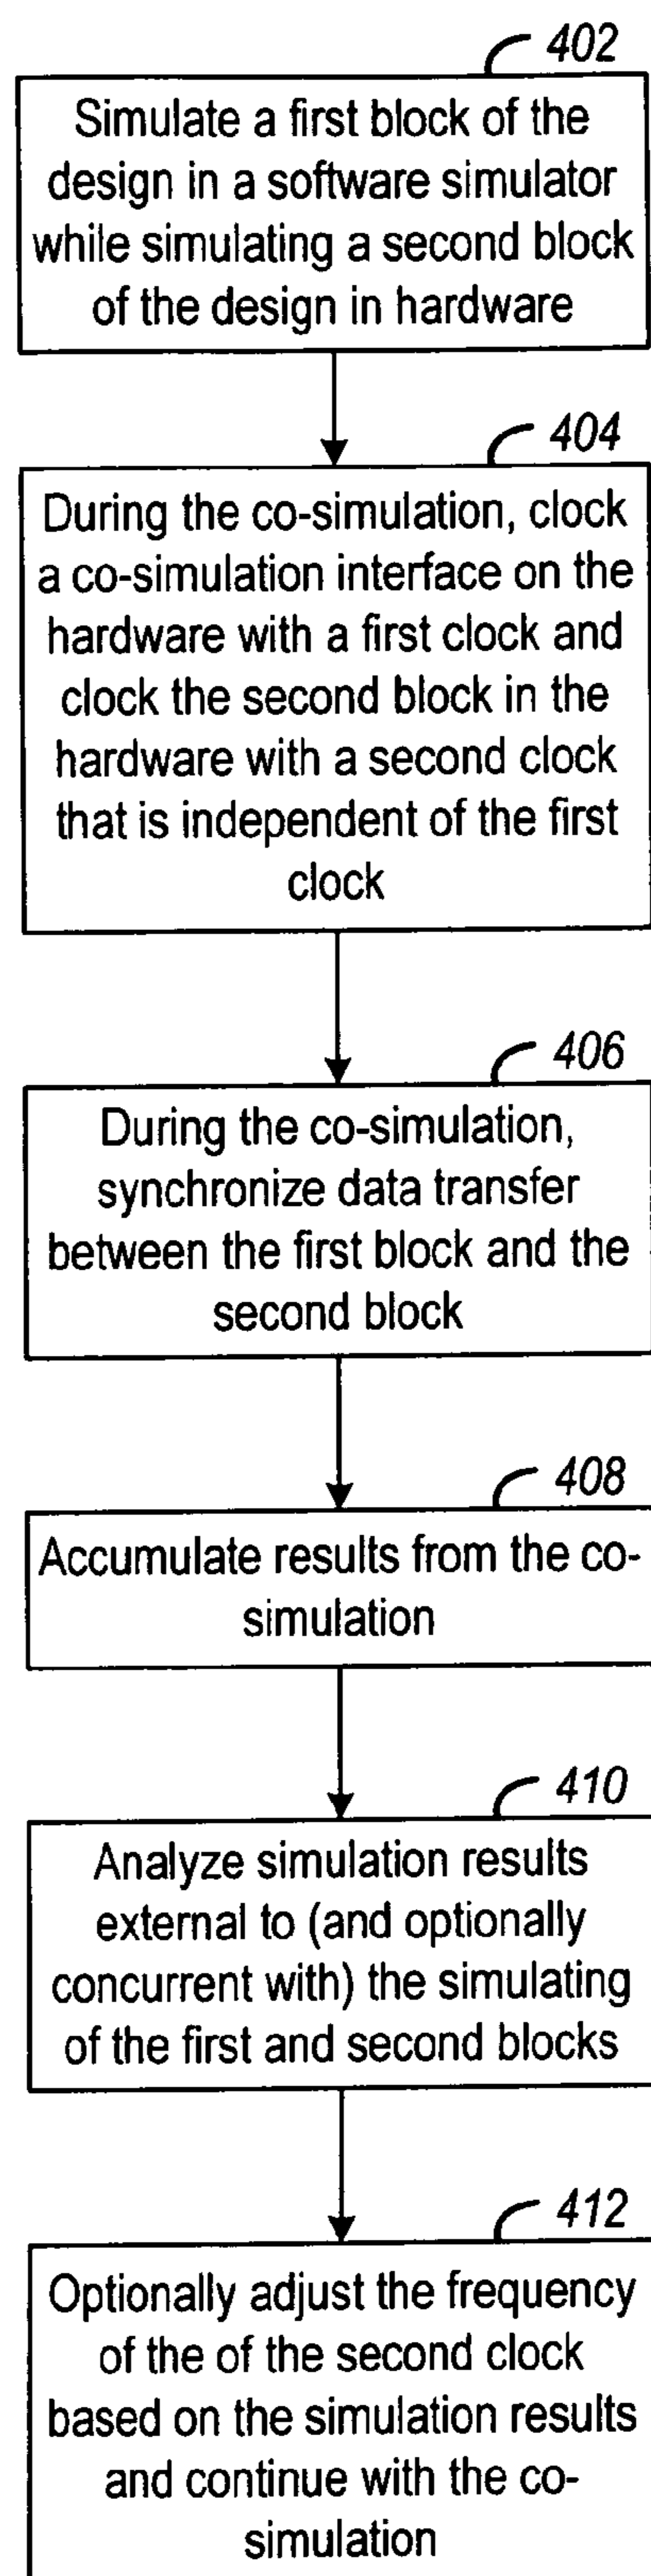 402
Simulate a first block of the
design in a software simulator
while simulating a second block
of the design in hardware
404
During the co-simulation, clock
a co-simulation interface on the
hardware with a first clock and
clock the second block in the
hardware with a second clock
that is independent of the first
clock
406
During the co-simulation,
synchronize data transfer
between the first block and the
second block
408
Accumulate results from the co-
simulation
410
Analyze simulation results
external to (and optionally
concurrent with) the simulating
of the first and second blocks
412
Optionally adjust the frequency
of the of the second clock
based on the simulation results
and continue with the co-
simulation